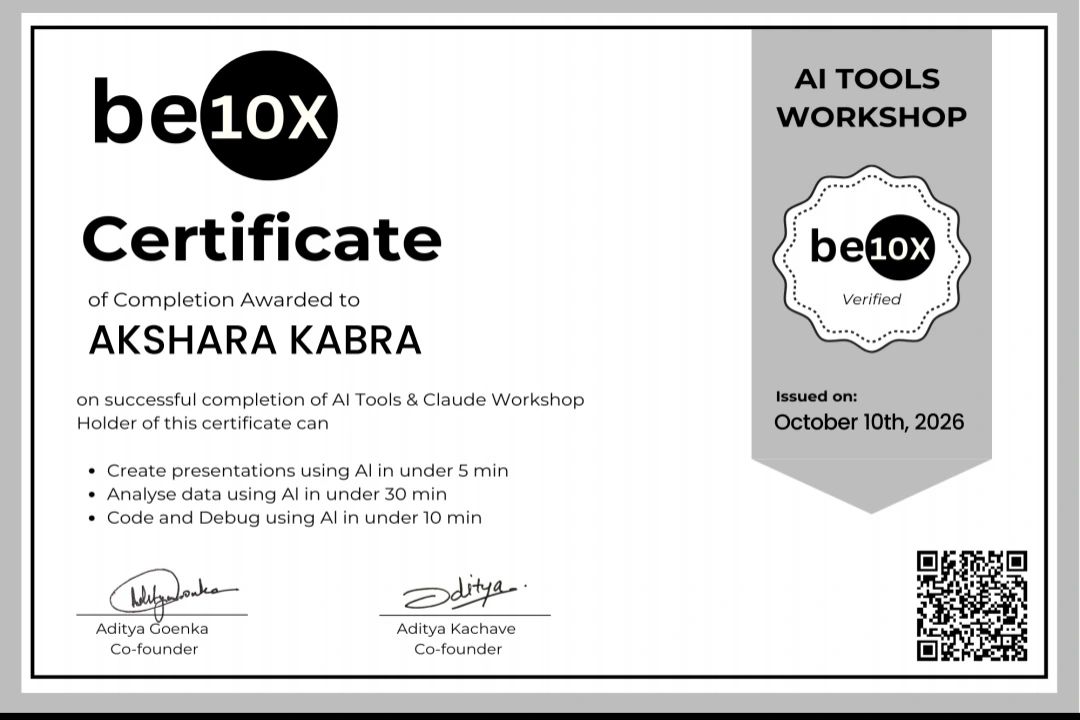 be10X
Certificate
of Completion Awarded to
AKSHARA KABRA
on successful completion of AI Tools & Claude Workshop
Holder of this certificate can
• Create presentations using AI in under 5 min
• Analyse data using AI in under 30 min
• Code and Debug using AI in under 10 min
Aditya Goenka
Co-founder
Aditya
Aditya Kachave
Co-founder
AI TOOLS
WORKSHOP
be10X
Verified
Issued on:
October 10th, 2026